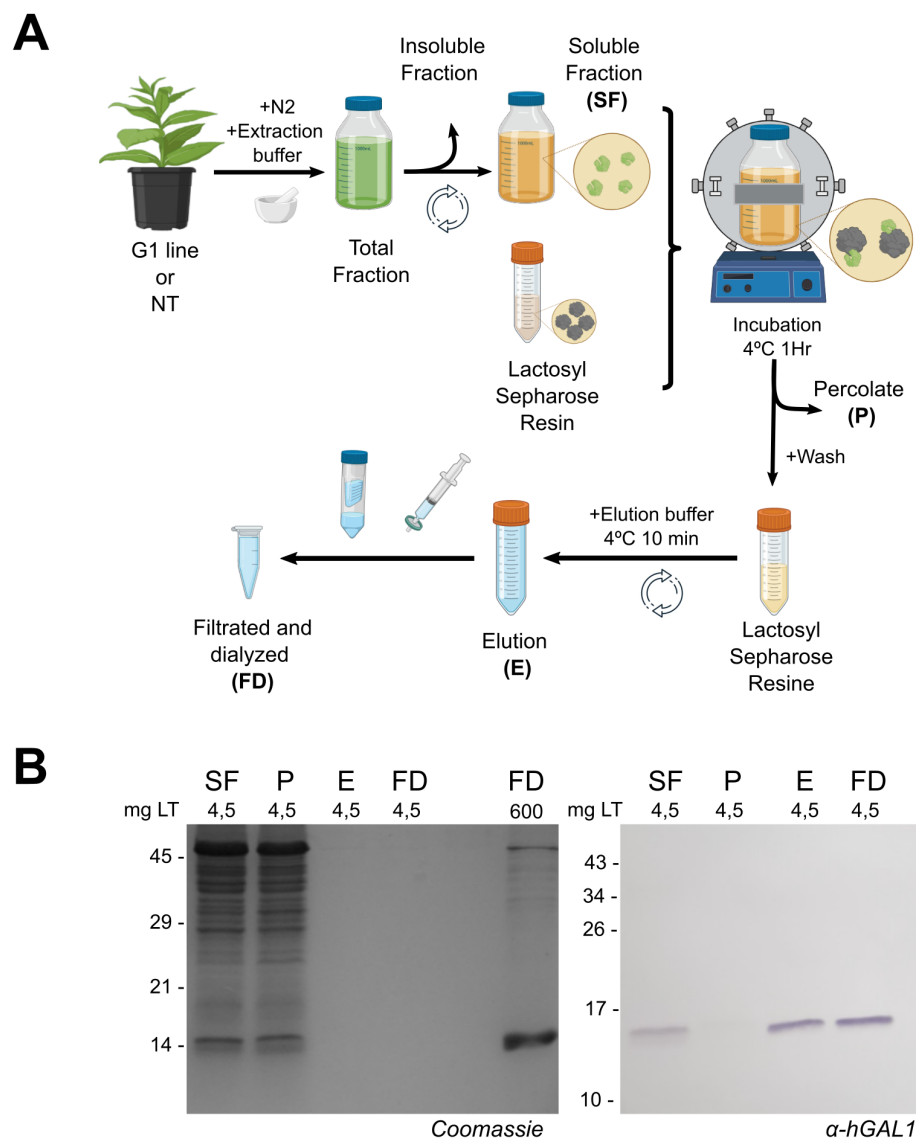 A
+N2
+Extraction
buffer
G1 line
or
NT
Total
Fraction
Insoluble
Fraction
Soluble
Fraction
(SF)
Lactosyl
Sepharose
Resin
Incubation
4ºC 1Hr
Percolate
(P)
+Wash
Lactosyl
Sepharose
Resine
+Elution buffer
4ºC 10 min
Elution
(E)
Filtrated and
dialyzed
(FD)
B
SF P E FD FD
mg LT 4,5 4,5 4,5 4,5 600
45 -
29 -
21 -
14 -
Coomassie
SF P E FD
mg LT 4,5 4,5 4,5 4,5
43 -
34 -
26 -
17 -
10 -
α-hGAL1